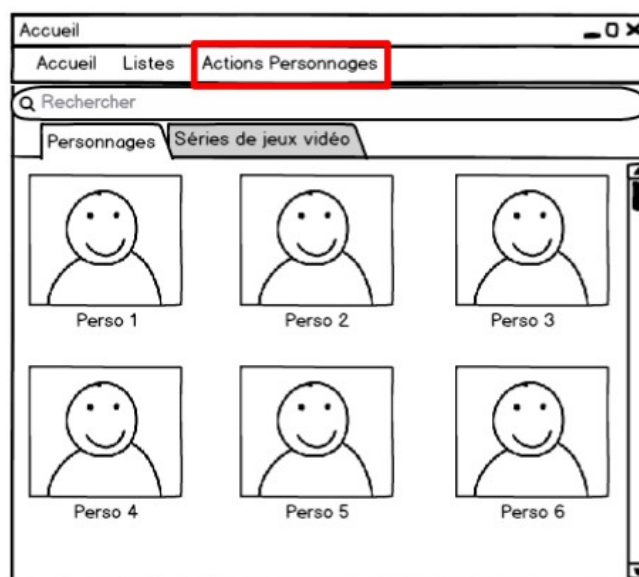 Accueil
Accueil Listes Actions Personnages
Rechercher
Personnages Séries de jeux vidéo
Perso 1 Perso 2 Perso 3
Perso 4 Perso 5 Perso 6